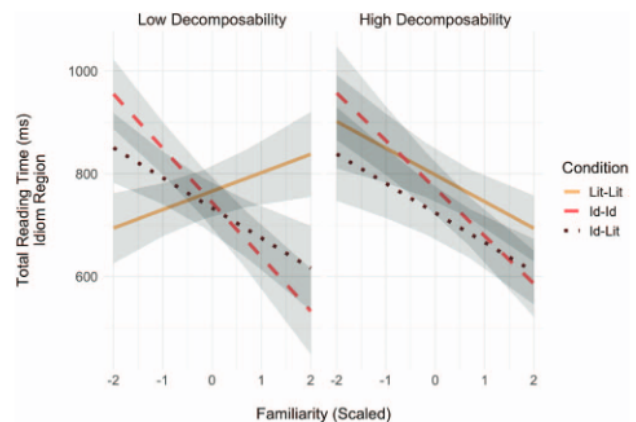 Low Decomposability
High Decomposability
1000
800
600
Total Reading Time (ms)
Idiom Region
Condition
Lit-Lit
Id-Id
Id-Lit
-2 -1 0 1 2
-2 -1 0 1 2
Familiarity (Scaled)